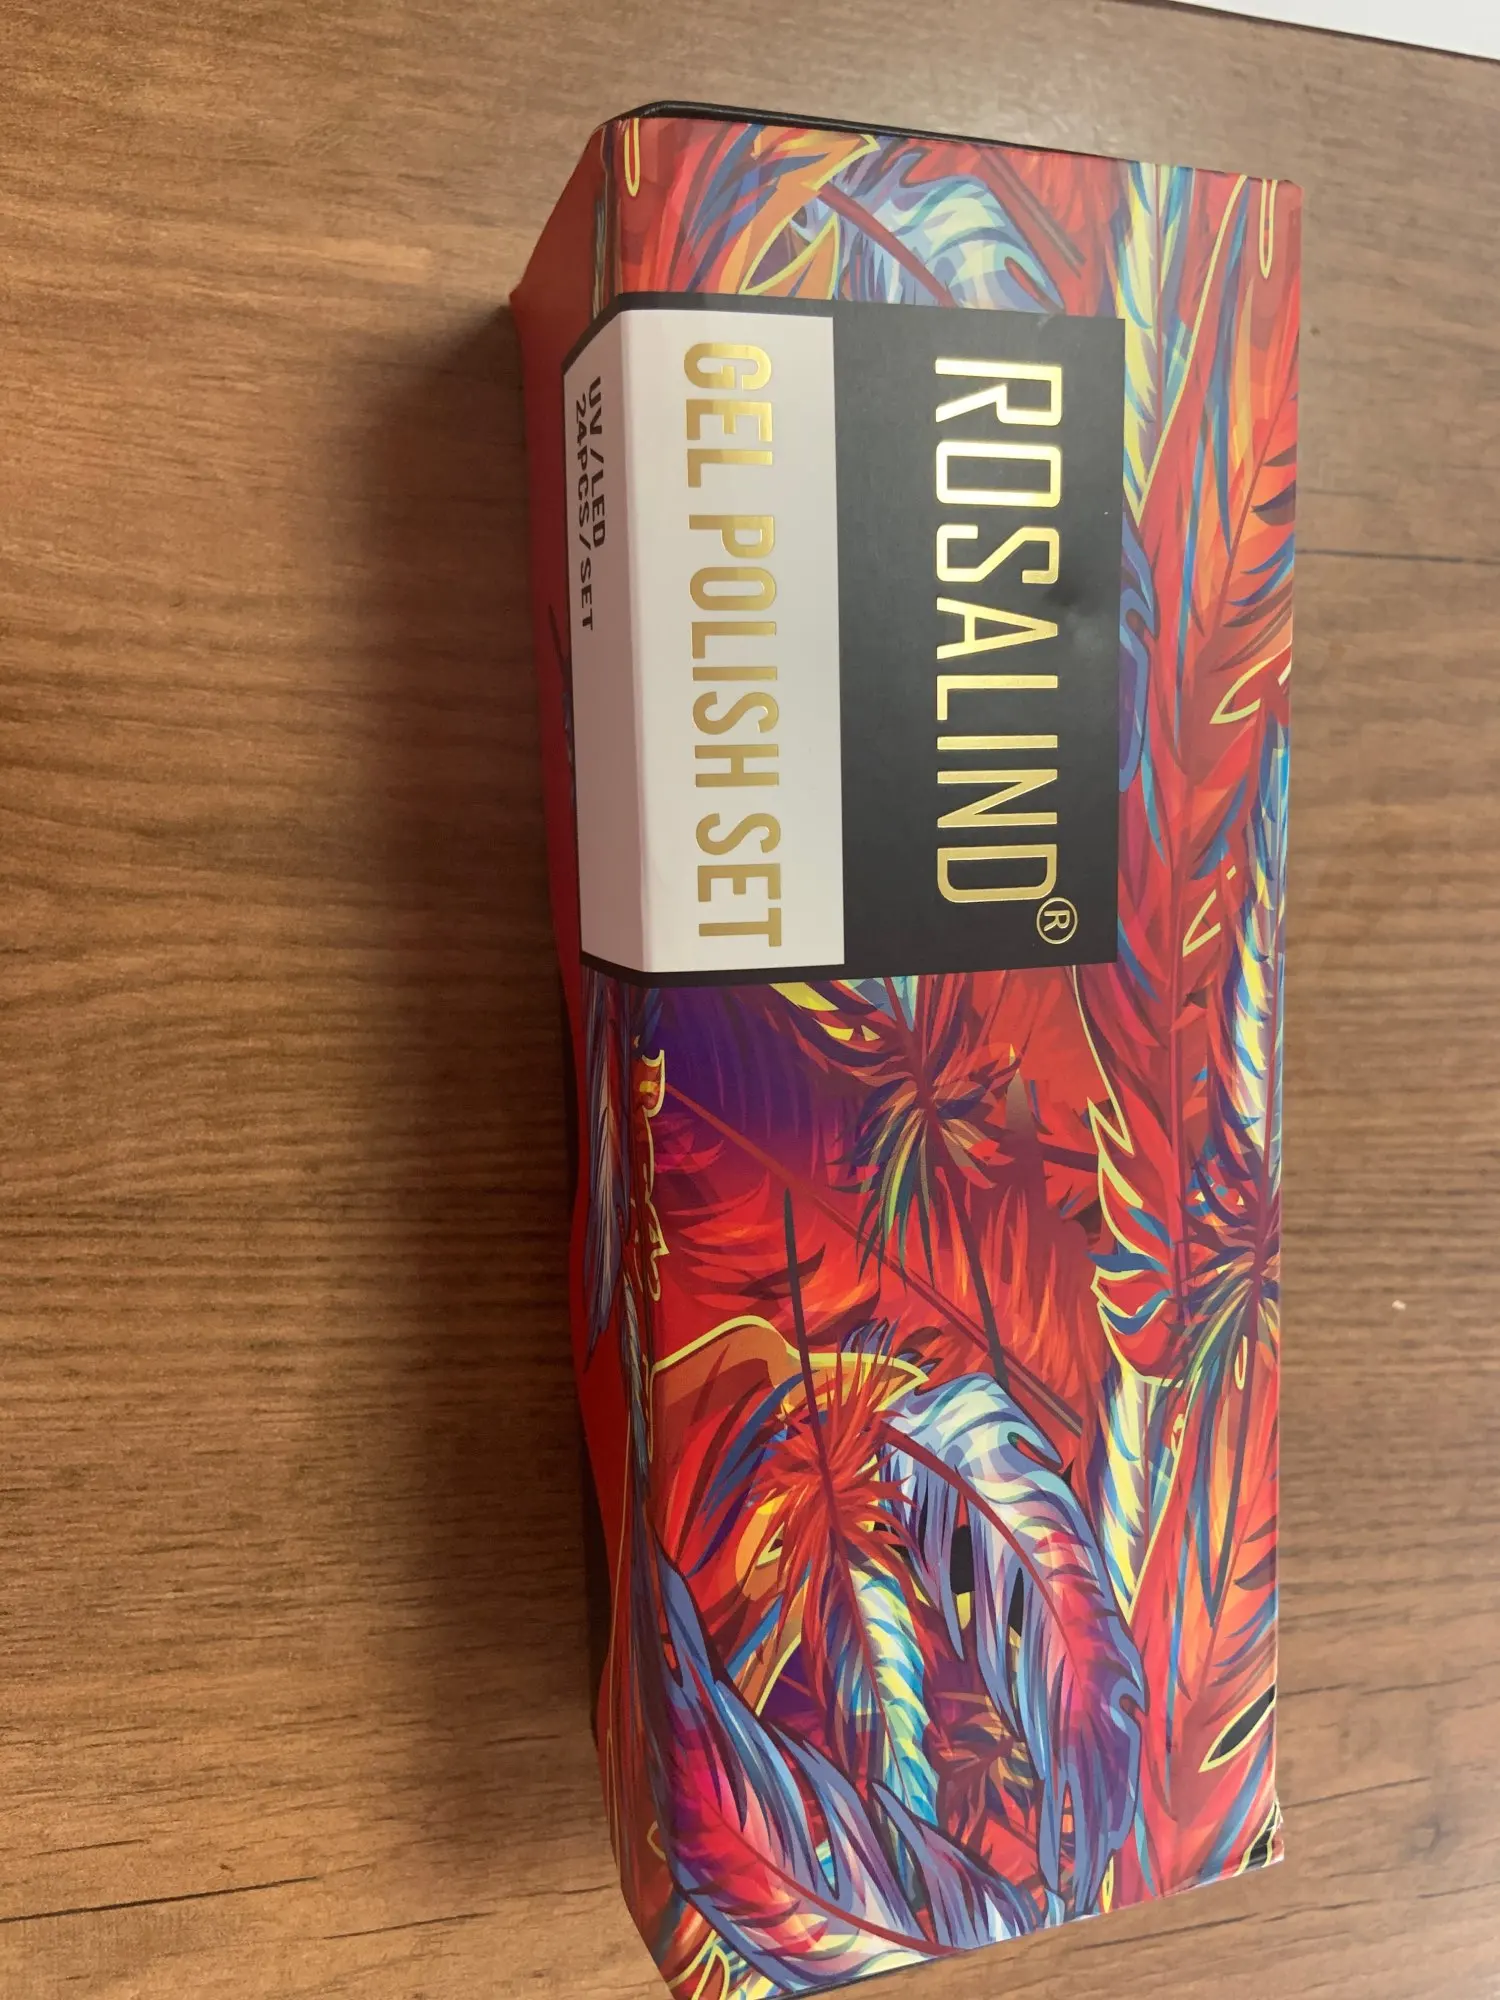 ROSALIND®
GEL POLISH SET
UV/LED
24PCS/SET